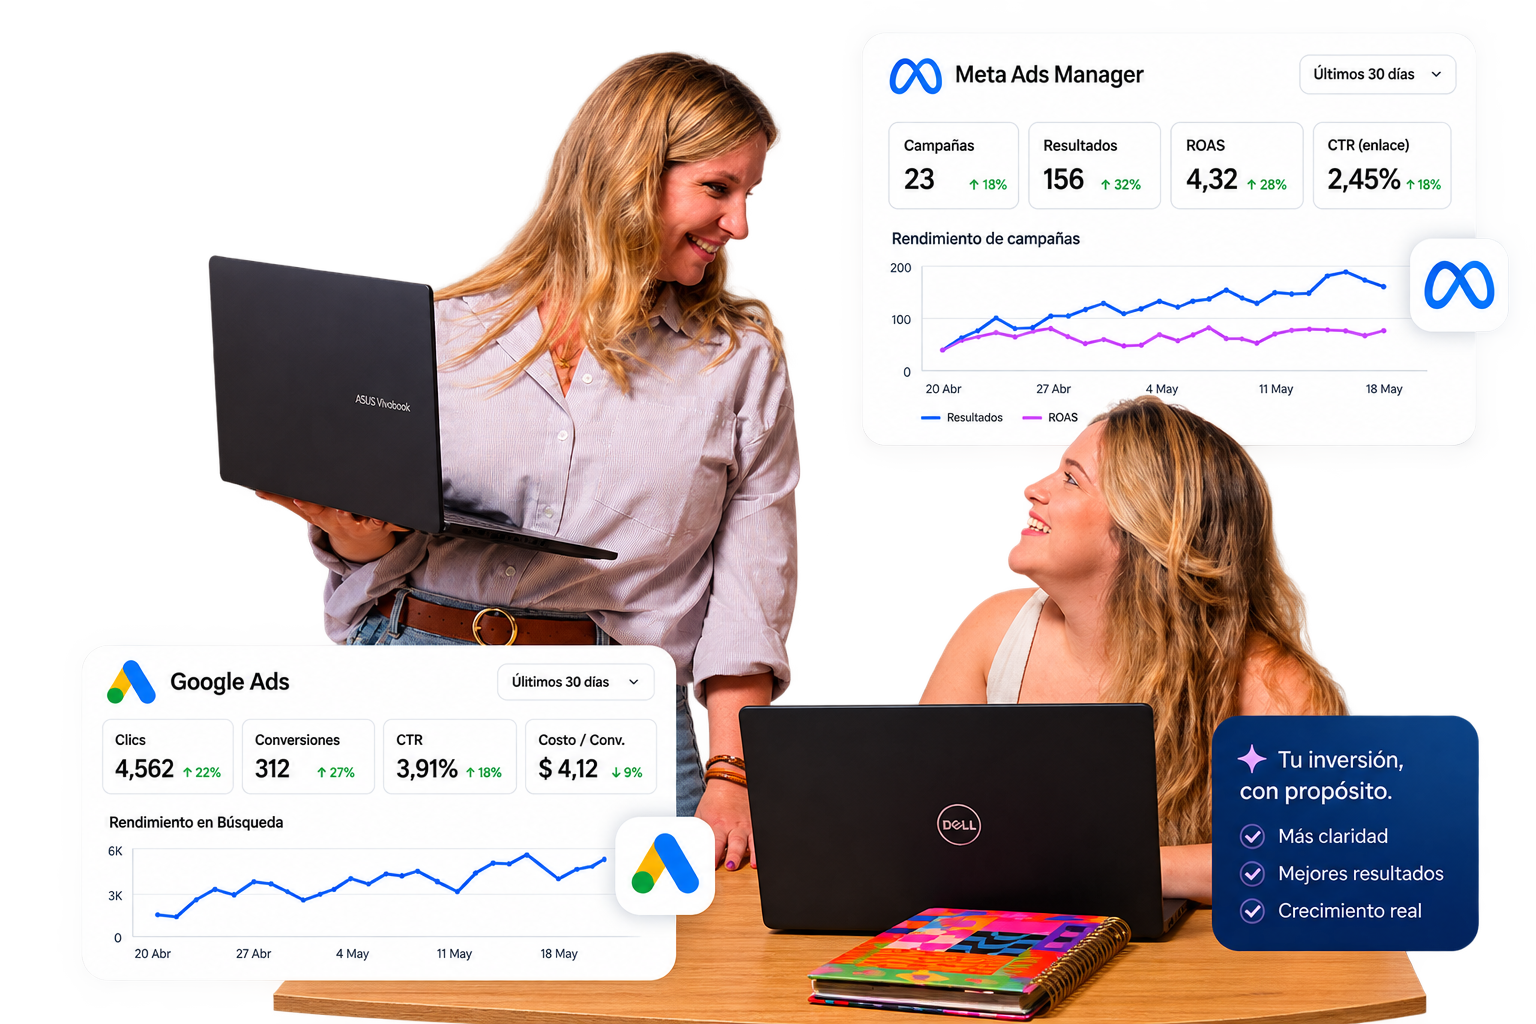 Meta Ads Manager
Últimos 30 días
Campañas
23 ↑ 18%
Resultados
156 ↑ 32%
ROAS
4,32 ↑ 28%
CTR (enlace)
2,45% ↑ 18%
Rendimiento de campañas
200
100
0
20 Abr 27 Abr 4 May 11 May 18 May
Resultados ROAS
ASUS Vivobook
Google Ads
Úlitimos 30 días
Clics
4,562 ↑ 22%
Conversiones
312 ↑ 27%
CTR
3,91% ↑ 18%
Costo / Conv.
$ 4,12 ↓ 9%
Rendimiento en Búsqueda
6K
3K
0
20 Abr 27 Abr 4 May 11 May 18 May
DELL
Tu inversión,
con propósito.
Más claridad
Mejores resultados
Crecimiento real